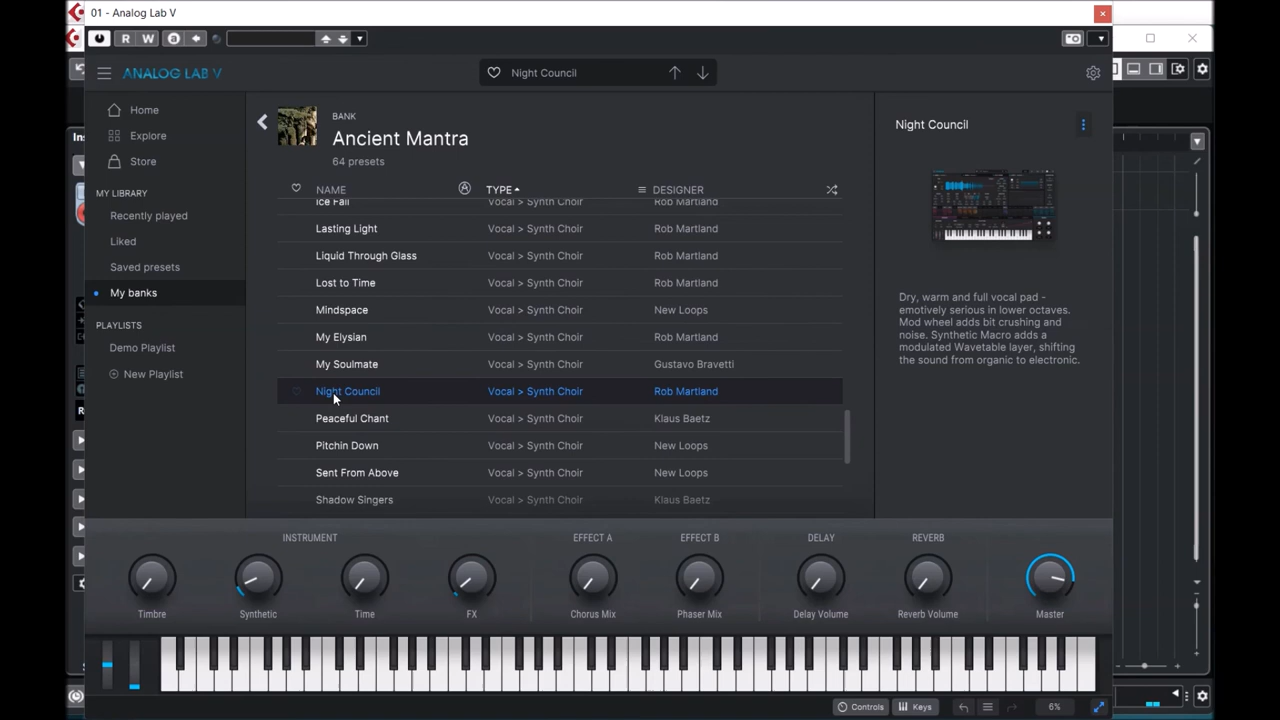 01 - Analog Lab V
R W a
ANALOG LAB V
Night Council
Home
Explore
Store
MY LIBRARY
Recently played
Liked
Saved presets
My banks
PLAYLISTS
Demo Playlist
New Playlist
BANK
Ancient Mantra
64 presets
NAME TYPE DESIGNER
Ice Fall Vocal > Synth Choir Rob Martland
Lasting Light Vocal > Synth Choir Rob Martland
Liquid Through Glass Vocal > Synth Choir Rob Martland
Lost to Time Vocal > Synth Choir Rob Martland
Mindspace Vocal > Synth Choir New Loops
My Elysian Vocal > Synth Choir Rob Martland
My Soulmate Vocal > Synth Choir Gustavo Bravetti
Night Council Vocal > Synth Choir Rob Martland
Peaceful Chant Vocal > Synth Choir Klaus Baetz
Pitchin Down Vocal > Synth Choir New Loops
Sent From Above Vocal > Synth Choir New Loops
Shadow Singers Vocal > Synth Choir Klaus Baetz
Night Council
Dry, warm and full vocal pad -
emotively serious in lower octaves.
Mod wheel adds bit crushing and
noise. Synthetic Macro adds a
modulated Wavetable layer, shifting
the sound from organic to electronic.
INSTRUMENT EFFECT A EFFECT B DELAY REVERB
Timbre Synthetic Time FX Chorus Mix Phaser Mix Delay Volume Reverb Volume Master
Controls Keys 6%